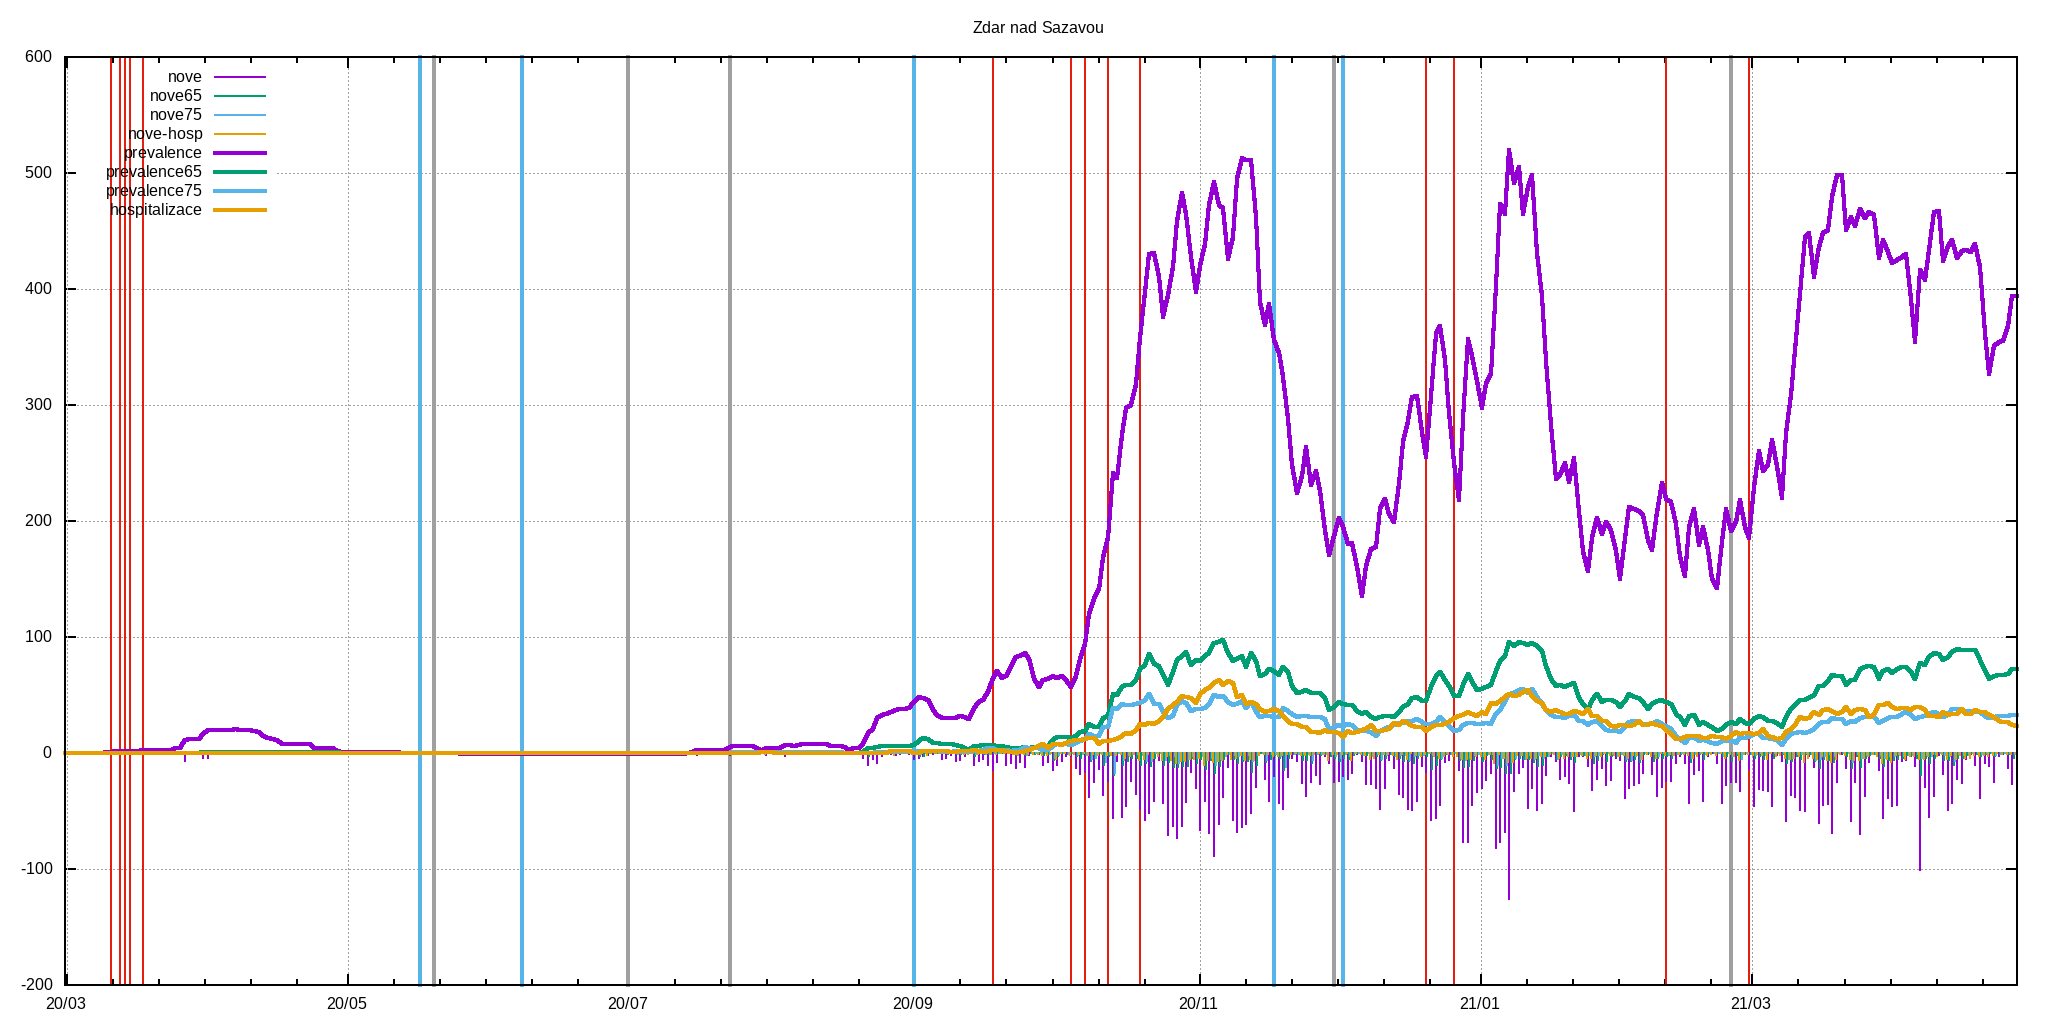 Zdar nad Sazavou
600
500
400
300
200
100
0
-100
-200
nove
nove65
nove75
nove-hosp
prevalence
prevalence65
prevalence75
hospitalizace
20/03 20/05 20/07 20/09 20/11 21/01 21/03